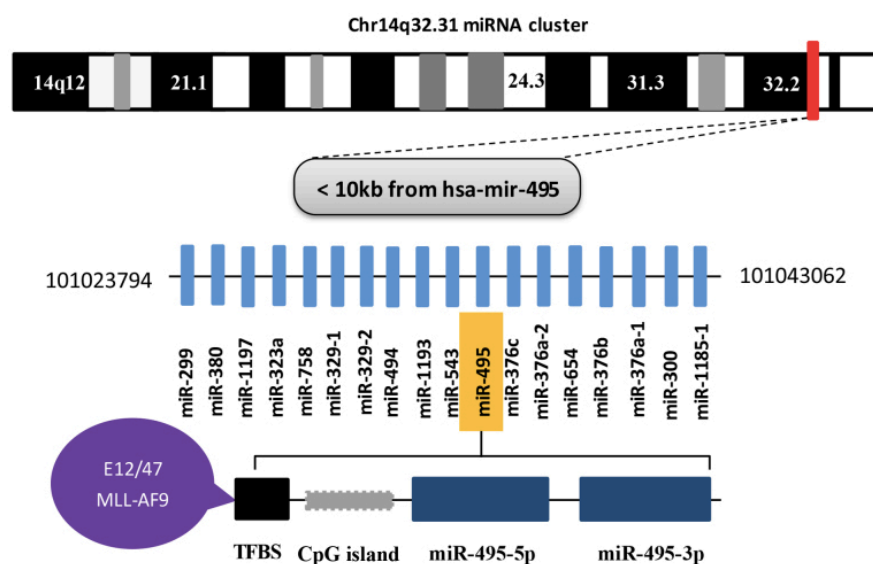 Chr14q32.31 miRNA cluster
14q12 21.1 24.3 31.3 32.2
< 10kb from hsa-mir-495
101023794 101043062
miR-299
miR-380
miR-1197
miR-323a
miR-758
miR-329-1
miR-329-2
miR-494
miR-1193
miR-543
miR-495
miR-376c
miR-376a-2
miR-654
miR-376b
miR-376a-1
miR-300
miR-1185-1
E12/47
MLL-AF9
TFBS CpG island miR-495-5p miR-495-3p